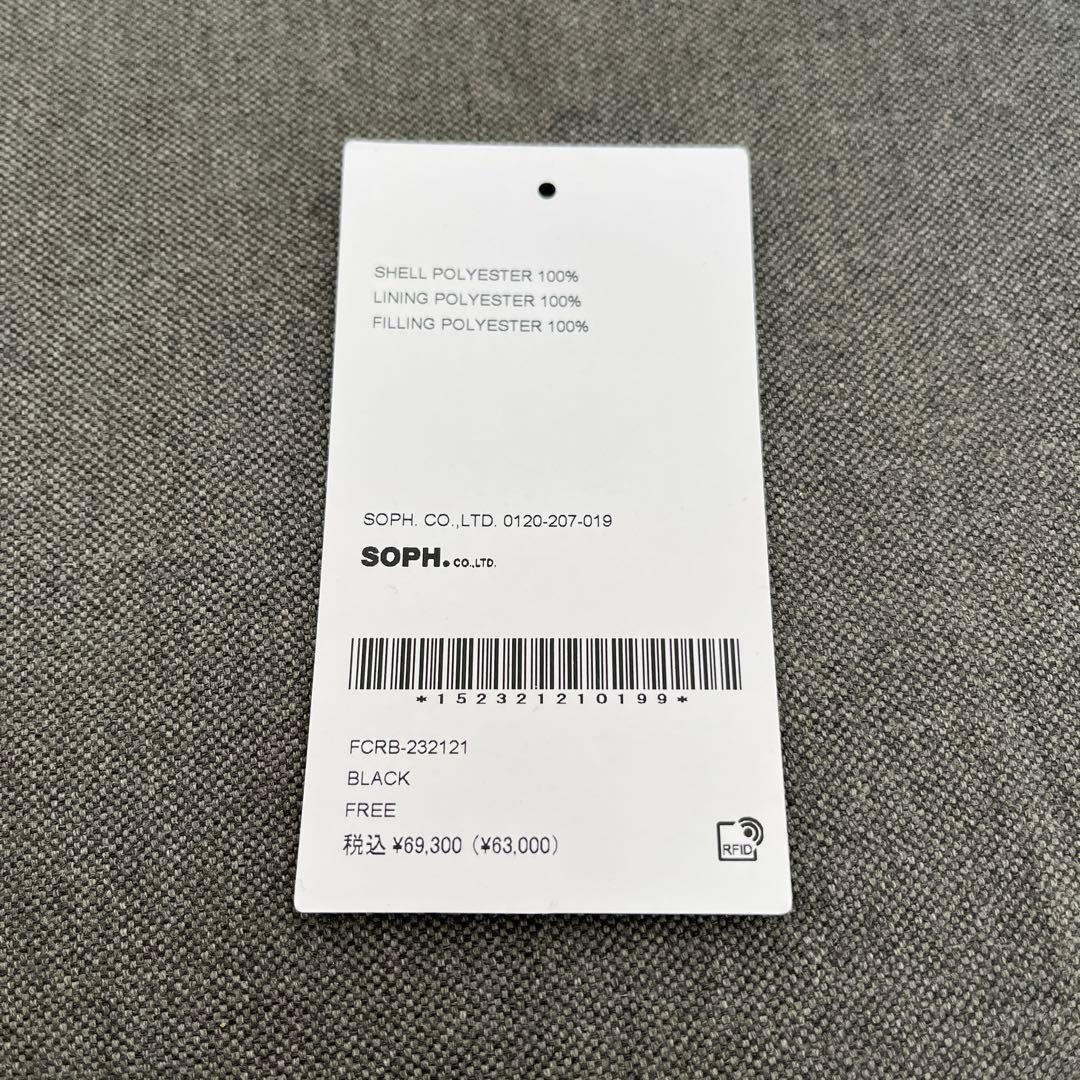 SHELL POLYESTER 100%
LINING POLYESTER 100%
FILLING POLYESTER 100%
SOPH. CO.,LTD. 0120-207-019
SOPH. CO.,LTD.
*152321210199*
FCRB-232121
BLACK
FREE
税込 ¥69,300 (¥63,000)
RFID